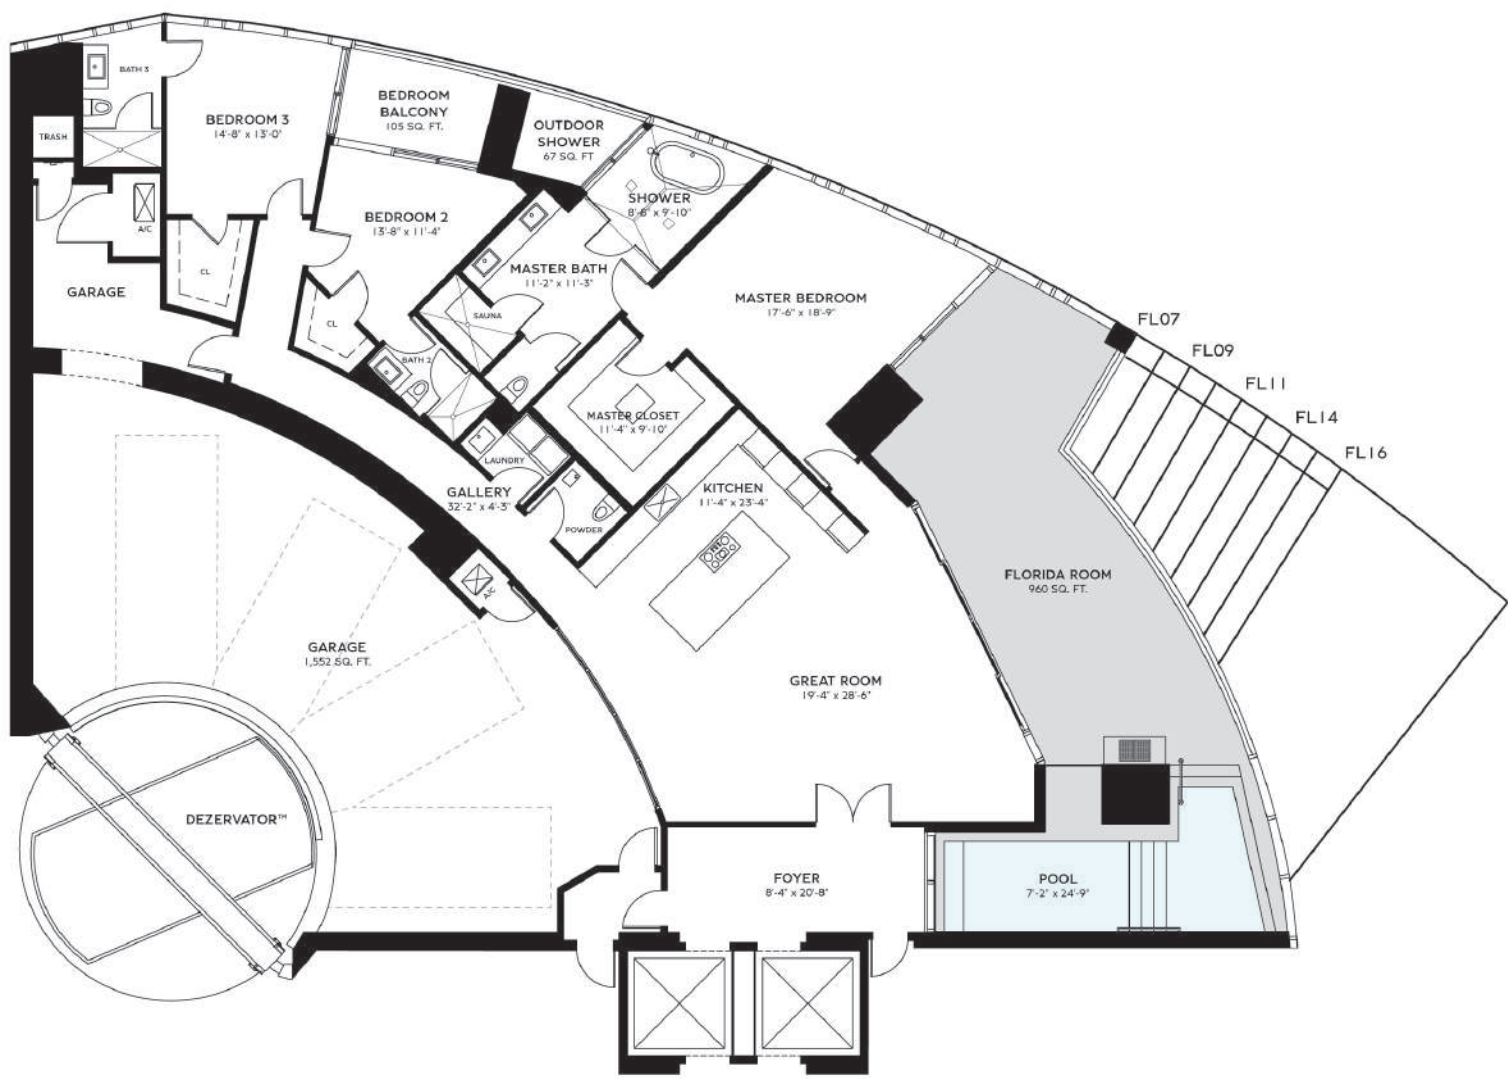 BATH 3
TRASH
BEDROOM 3
14'-8" x 13'-0"
BEDROOM
BALCONY
105 SQ. FT.
OUTDOOR
SHOWER
67 SQ. FT
A/C
CL
BEDROOM 2
13'-8" x 11'-4"
SHOWER
8'-8" x 9'-10"
MASTER BATH
11'-2" x 11'-3"
MASTER BEDROOM
17'-6" x 18'-9"
GARAGE
CL
SAUNA
BATH 2
FL07
FL09
FL11
FL14
FL16
MASTER CLOSET
11'-4" x 9'-10"
LAUNDRY
GALLERY
32'-2" x 4'-3"
KITCHEN
11'-4" x 23'-4"
POWDER
A/C
FLORIDA ROOM
960 SQ. FT.
GARAGE
1,552 SQ. FT.
GREAT ROOM
19'-4" x 28'-6"
DEZERVATOR™
FOYER
8'-4" x 20'-8"
POOL
7'-2" x 24'-9"